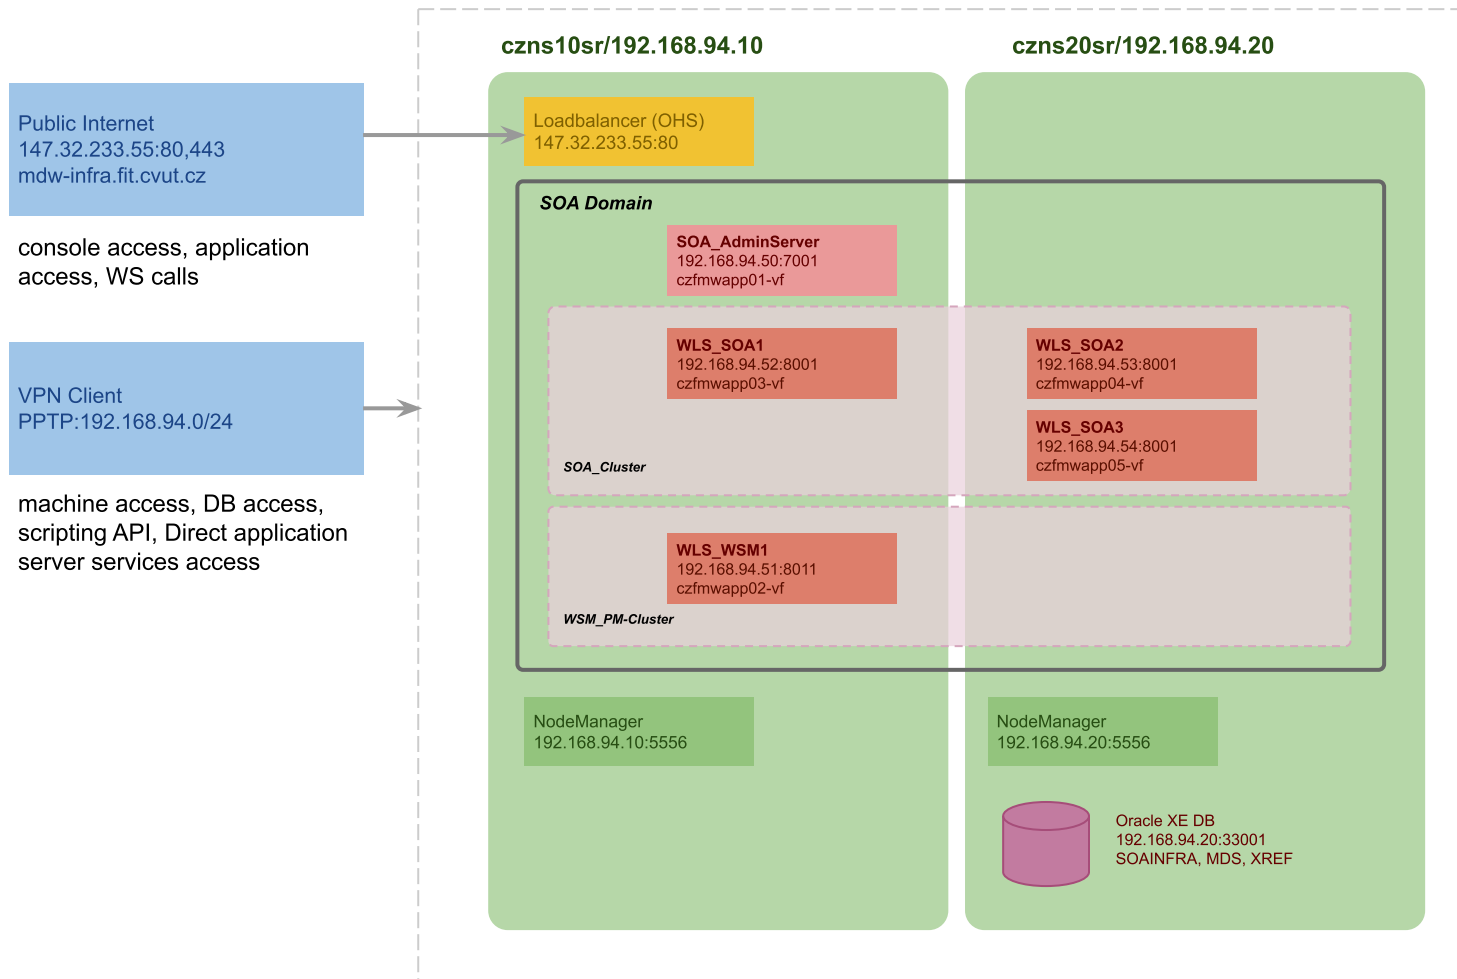 czns10sr/192.168.94.10
czns20sr/192.168.94.20
Public Internet
147.32.233.55:80,443
mdw-infra.fit.cvut.cz
console access, application
access, WS calls
VPN Client
PPTP:192.168.94.0/24
machine access, DB access,
scripting API, Direct application
server services access
Loadbalancer (OHS)
147.32.233.55:80
SOA Domain
SOA_AdminServer
192.168.94.50:7001
czfmwapp01-vf
WLS_SOA1
192.168.94.52:8001
czfmwapp03-vf
WLS_SOA2
192.168.94.53:8001
czfmwapp04-vf
WLS_SOA3
192.168.94.54:8001
czfmwapp05-vf
SOA_Cluster
WLS_WSM1
192.168.94.51:8011
czfmwapp02-vf
WSM_PM-Cluster
NodeManager
192.168.94.10:5556
NodeManager
192.168.94.20:5556
Oracle XE DB
192.168.94.20:33001
SOAINFRA, MDS, XREF